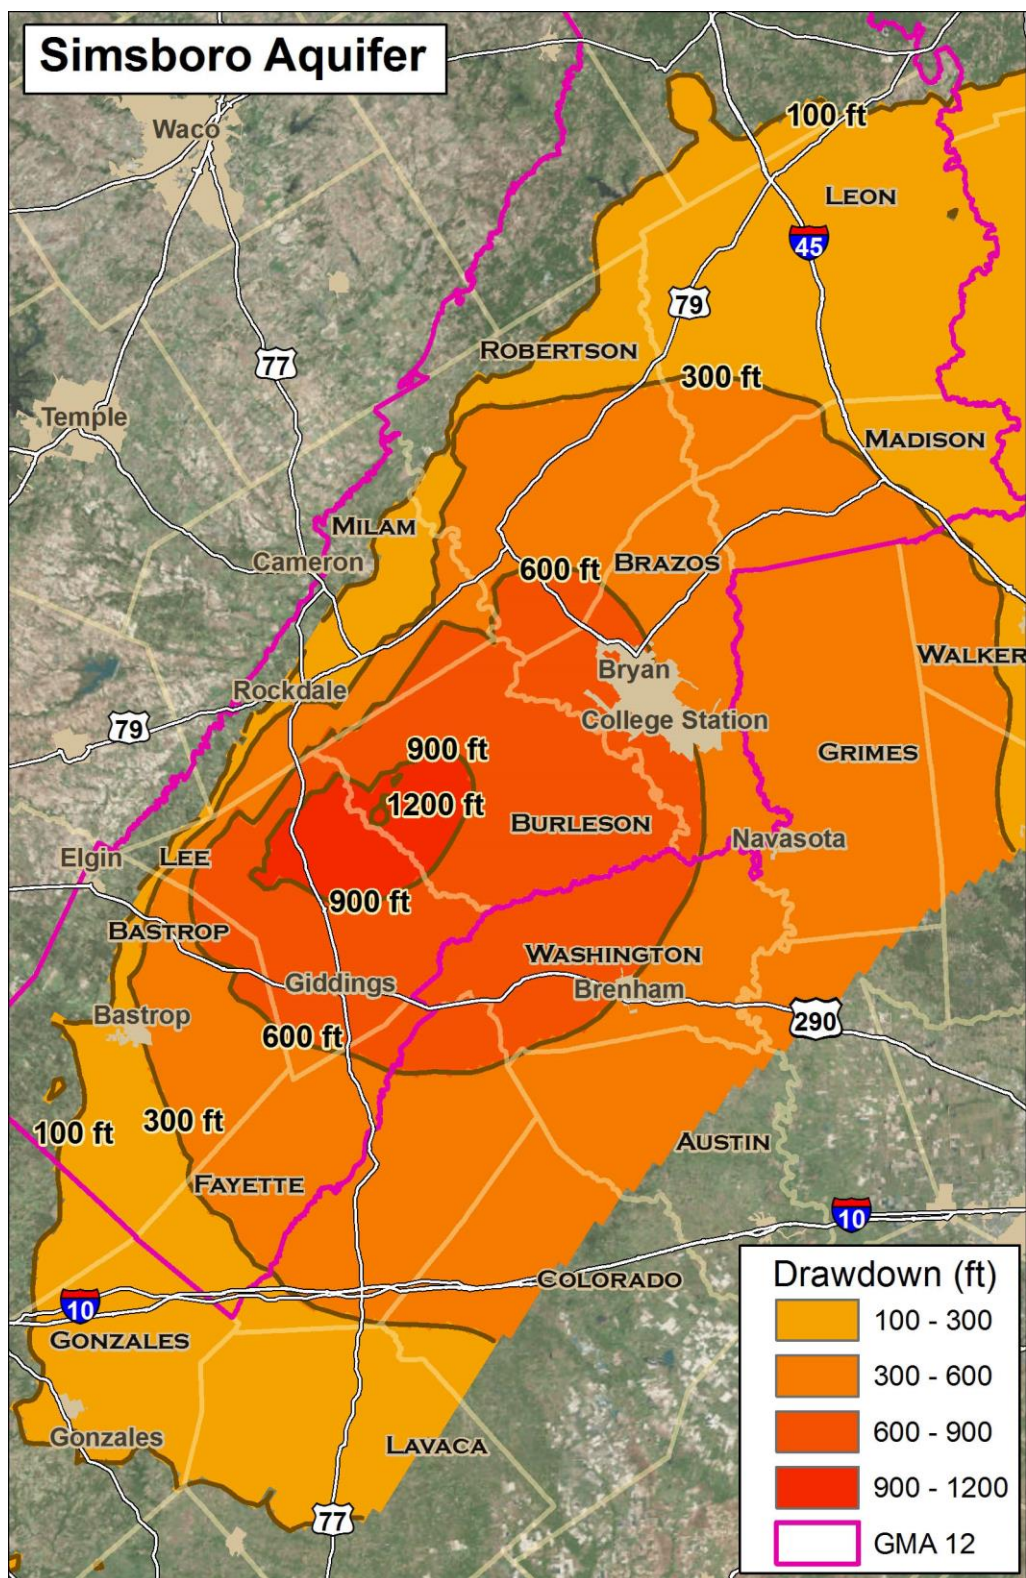 Simsboro Aquifer
Waco
100 ft
LEON
45
79
77
ROBERTSON
300 ft
Temple
MADISON
MILAM
Cameron
BRAZOS
600 ft
WALKER
Bryan
Rockdale
College Station
79
900 ft
GRIMES
1200 ft
BURLESON
Navasota
Elgin
LEE
900 ft
BASTROP
WASHINGTON
Giddings
Brenham
Bastrop
290
600 ft
300 ft
100 ft
AUSTIN
FAYETTE
10
COLORADO
10
GONZALES
Gonzales
LAVACA
77
Drawdown (ft)
100 - 300
300 - 600
600 - 900
900 - 1200
GMA 12